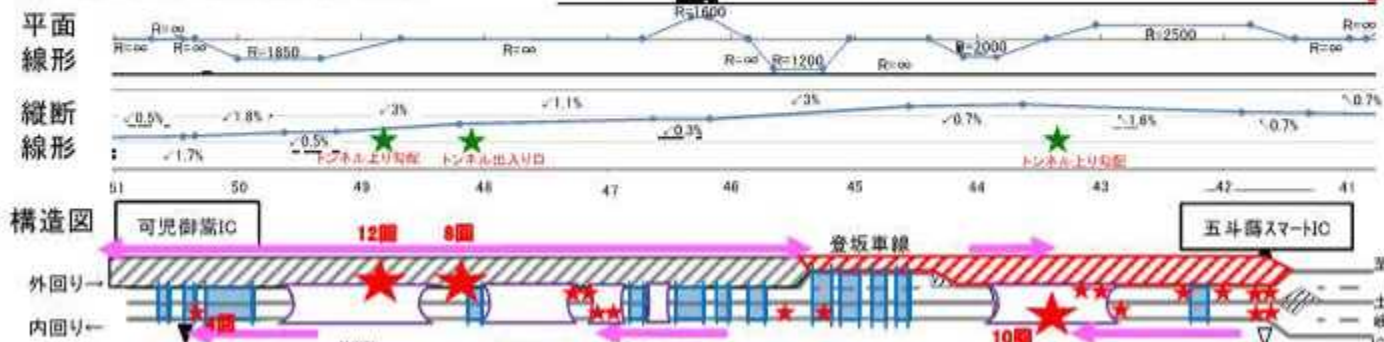 平面
線形
R=∞
R=∞
R=∞
R=1850
R=∞
R=1600
R=∞
R=1200
R=∞
R=2000
R=2500
R=∞
R=∞
縦断
線形
↙0.5%
↙1.7%
↙1.8%
↙0.5%
↙3%
↙1.1%
↙0.3%
↙3%
↙0.7%
↖1.6%
↖0.7%
↖0.7%
トンネル上り勾配
トンネル出入り口
トンネル上り勾配
51 50 49 48 47 46 45 44 43 42 41
構造図
可児御嵩IC
12回
8回
登坂車線
五斗蒔スマートIC
外回り→
内回り←
4回
10回